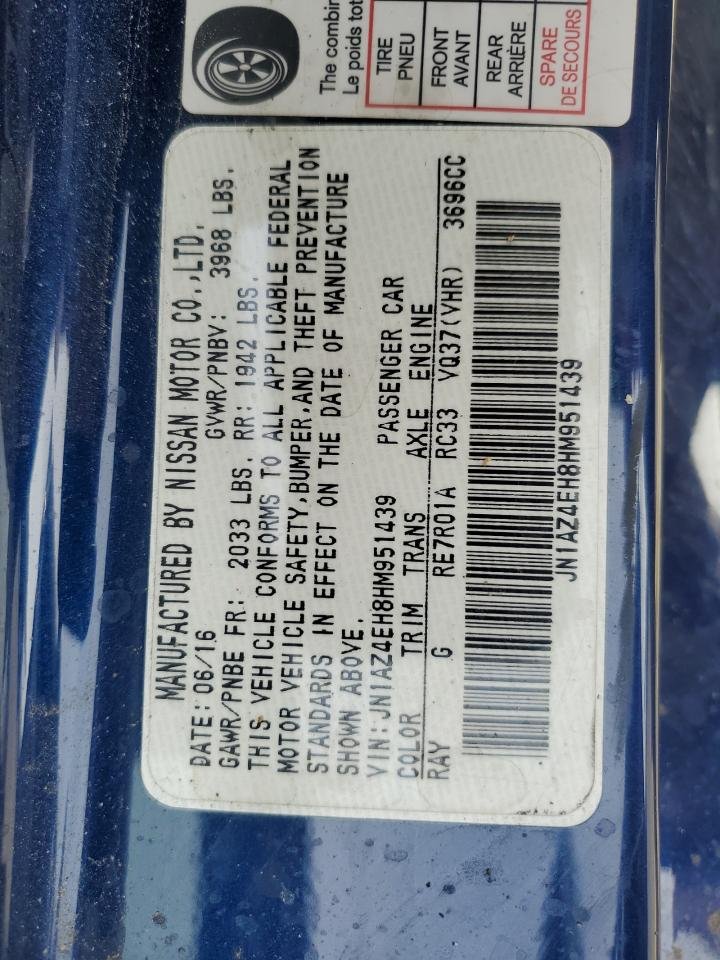 The combin
Le poids tot
TIRE
PNEU
FRONT
AVANT
REAR
ARRIÈRE
SPARE
DE SECOURS
MANUFACTURED BY NISSAN MOTOR CO.,LTD.
DATE: 06/16 GVWR/PNBV: 3968 LBS.
GAWR/PNBE FR: 2033 LBS. RR: 1942 LBS.
THIS VEHICLE CONFORMS TO ALL APPLICABLE FEDERAL
MOTOR VEHICLE SAFETY,BUMPER,AND THEFT PREVENTION
STANDARDS IN EFFECT ON THE DATE OF MANUFACTURE
SHOWN ABOVE.
VIN:JN1AZ4EH8HM951439 PASSENGER CAR
COLOR TRIM TRANS AXLE ENGINE
RAY G RE7R01A RC33 VQ37(VHR) 3696CC
JN1AZ4EH8HM951439